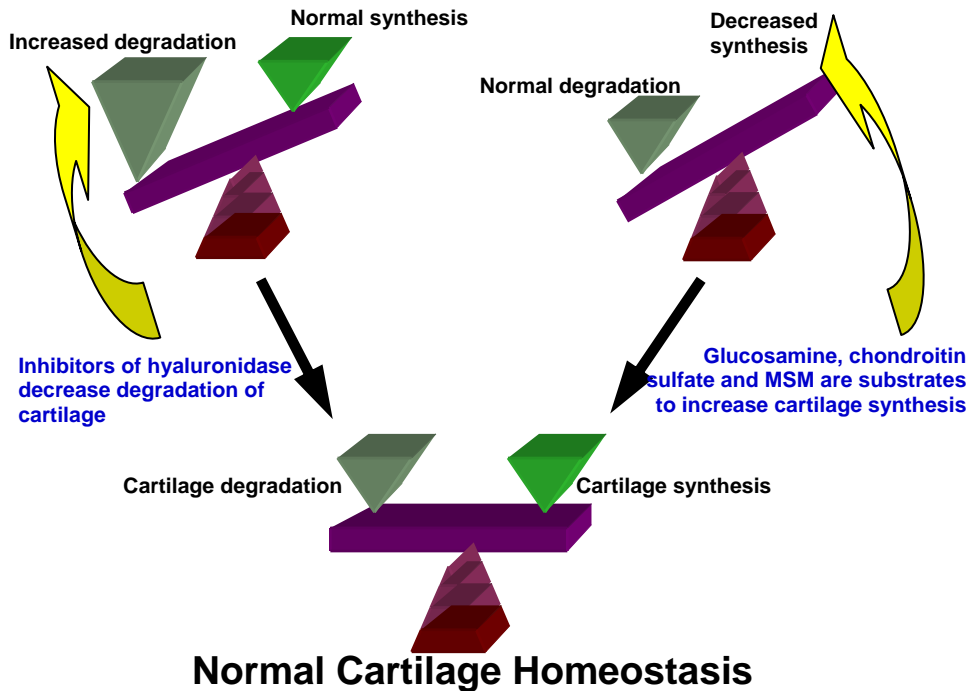 Normal synthesis
Increased degradation
Decreased
synthesis
Normal degradation
Inhibitors of hyaluronidase
decrease degradation of
cartilage
Glucosamine, chondroitin
sulfate and MSM are substrates
to increase cartilage synthesis
Cartilage degradation
Cartilage synthesis
Normal Cartilage Homeostasis